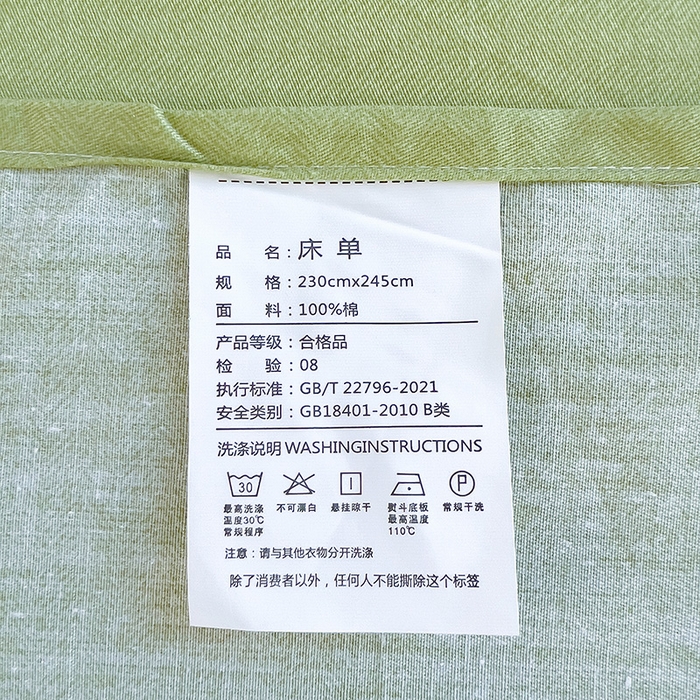 品 名：床 单
规 格：230cmx245cm
面 料：100%棉
产品等级：合格品
检 验：08
执行标准：GB/T 22796-2021
安全类别：GB18401-2010 B类
洗涤说明 WASHINGINSTRUCTIONS
30 P
最高洗涤温度30℃常规程序
不可漂白
悬挂晾干
熨斗底板最高温度110℃
常规干洗
注意：请与其他衣物分开洗涤
除了消费者以外，任何人不能撕除这个标签